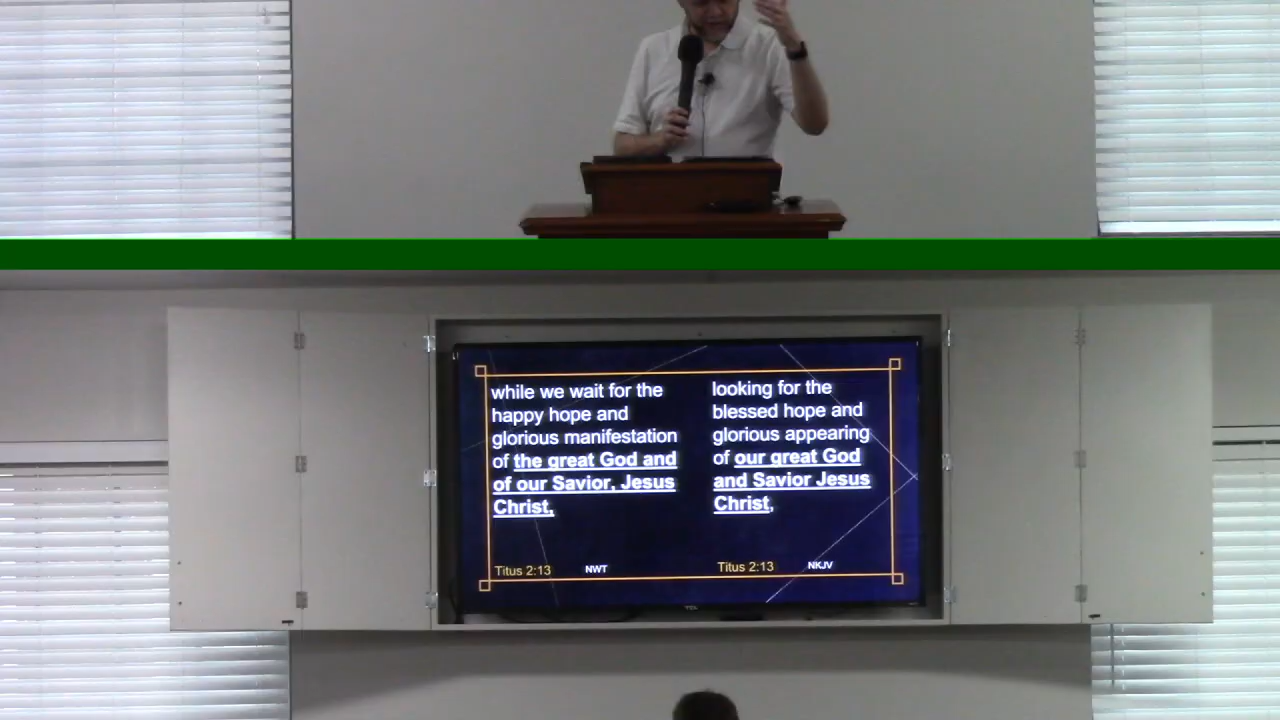 while we wait for the
happy hope and
glorious manifestation
of the great God and
of our Savior, Jesus
Christ,
Titus 2:13 NWT
looking for the
blessed hope and
glorious appearing
of our great God
and Savior Jesus
Christ,
Titus 2:13 NKJV
TCL